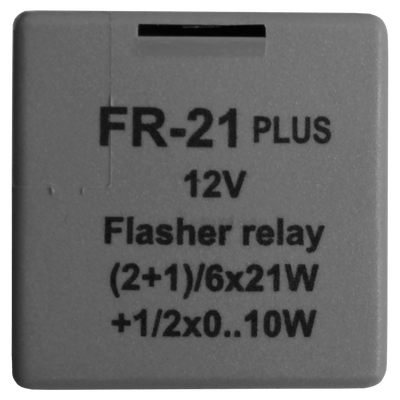 FR-21 PLUS
12V
Flasher relay
(2+1)/6x21W
+1/2x0..10W